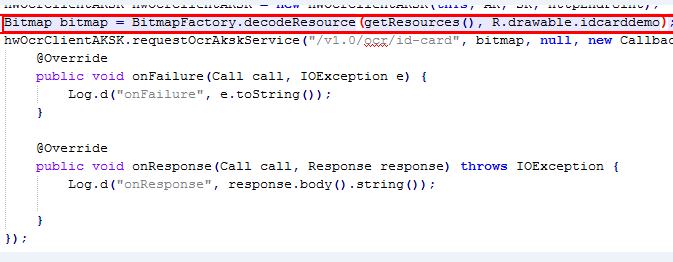 hwOcrClientAKSK hwOcrClientAKSK = new HWOcrClientAKSK(this, AK, SK, httpEndpoint);
Bitmap bitmap = BitmapFactory.decodeResource(getResources(), R.drawable.idcarddemo);
hwOcrClientAKSK.requestOcrAkskService("/v1.0/ocr/id-card", bitmap, null, new Callbac
@Override
public void onFailure(Call call, IOException e) {
Log.d("onFailure", e.toString());
}
@Override
public void onResponse(Call call, Response response) throws IOException {
Log.d("onResponse", response.body().string());
}
});